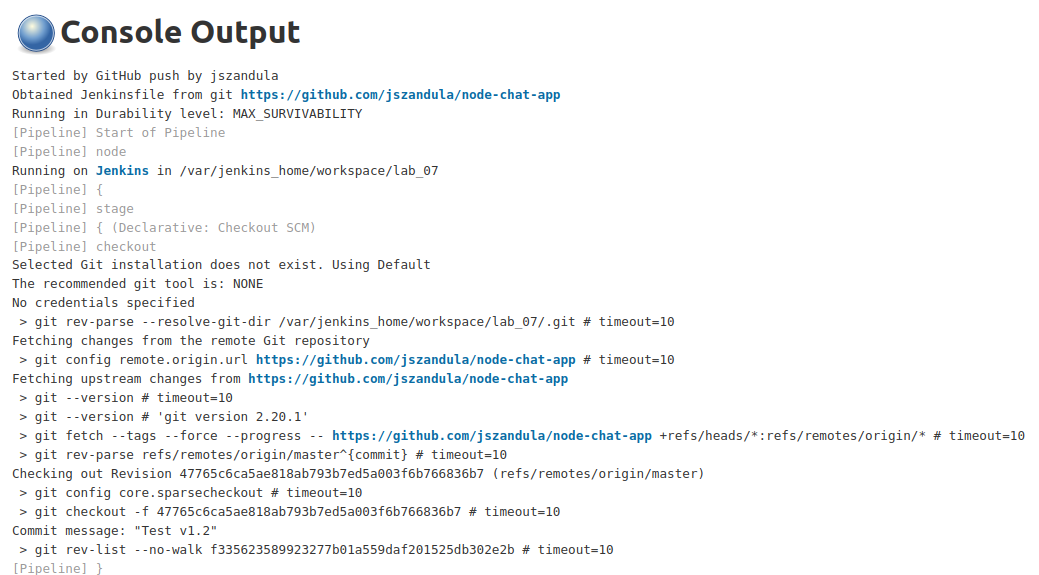 Console Output
Started by GitHub push by jszandula
Obtained Jenkinsfile from git https://github.com/jszandula/node-chat-app
Running in Durability level: MAX_SURVIVABILITY
[Pipeline] Start of Pipeline
[Pipeline] node
Running on Jenkins in /var/jenkins_home/workspace/lab_07
[Pipeline] {
[Pipeline] stage
[Pipeline] { (Declarative: Checkout SCM)
[Pipeline] checkout
Selected Git installation does not exist. Using Default
The recommended git tool is: NONE
No credentials specified
 > git rev-parse --resolve-git-dir /var/jenkins_home/workspace/lab_07/.git # timeout=10
Fetching changes from the remote Git repository
 > git config remote.origin.url https://github.com/jszandula/node-chat-app # timeout=10
Fetching upstream changes from https://github.com/jszandula/node-chat-app
 > git --version # timeout=10
 > git --version # 'git version 2.20.1'
 > git fetch --tags --force --progress -- https://github.com/jszandula/node-chat-app +refs/heads/*:refs/remotes/origin/* # timeout=10
 > git rev-parse refs/remotes/origin/master^{commit} # timeout=10
Checking out Revision 47765c6ca5ae818ab793b7ed5a003f6b766836b7 (refs/remotes/origin/master)
 > git config core.sparsecheckout # timeout=10
 > git checkout -f 47765c6ca5ae818ab793b7ed5a003f6b766836b7 # timeout=10
Commit message: "Test v1.2"
 > git rev-list --no-walk f335623589923277b01a559daf201525db302e2b # timeout=10
[Pipeline] }